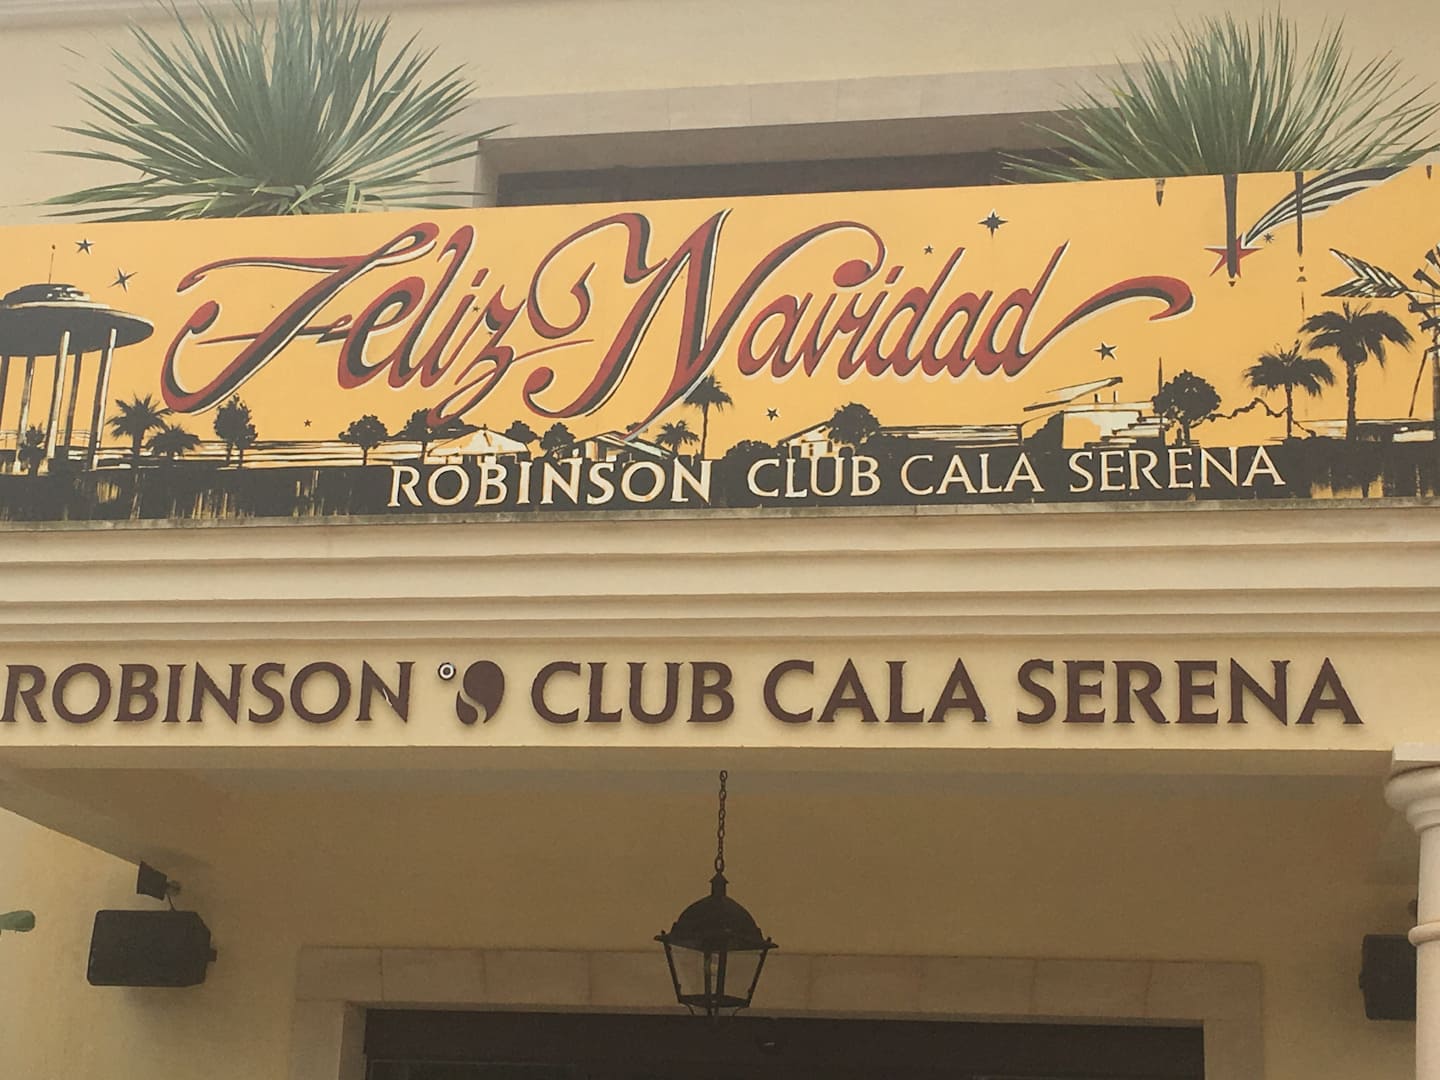 Feliz Navidad
ROBINSON CLUB CALA SERENA
ROBINSON CLUB CALA SERENA